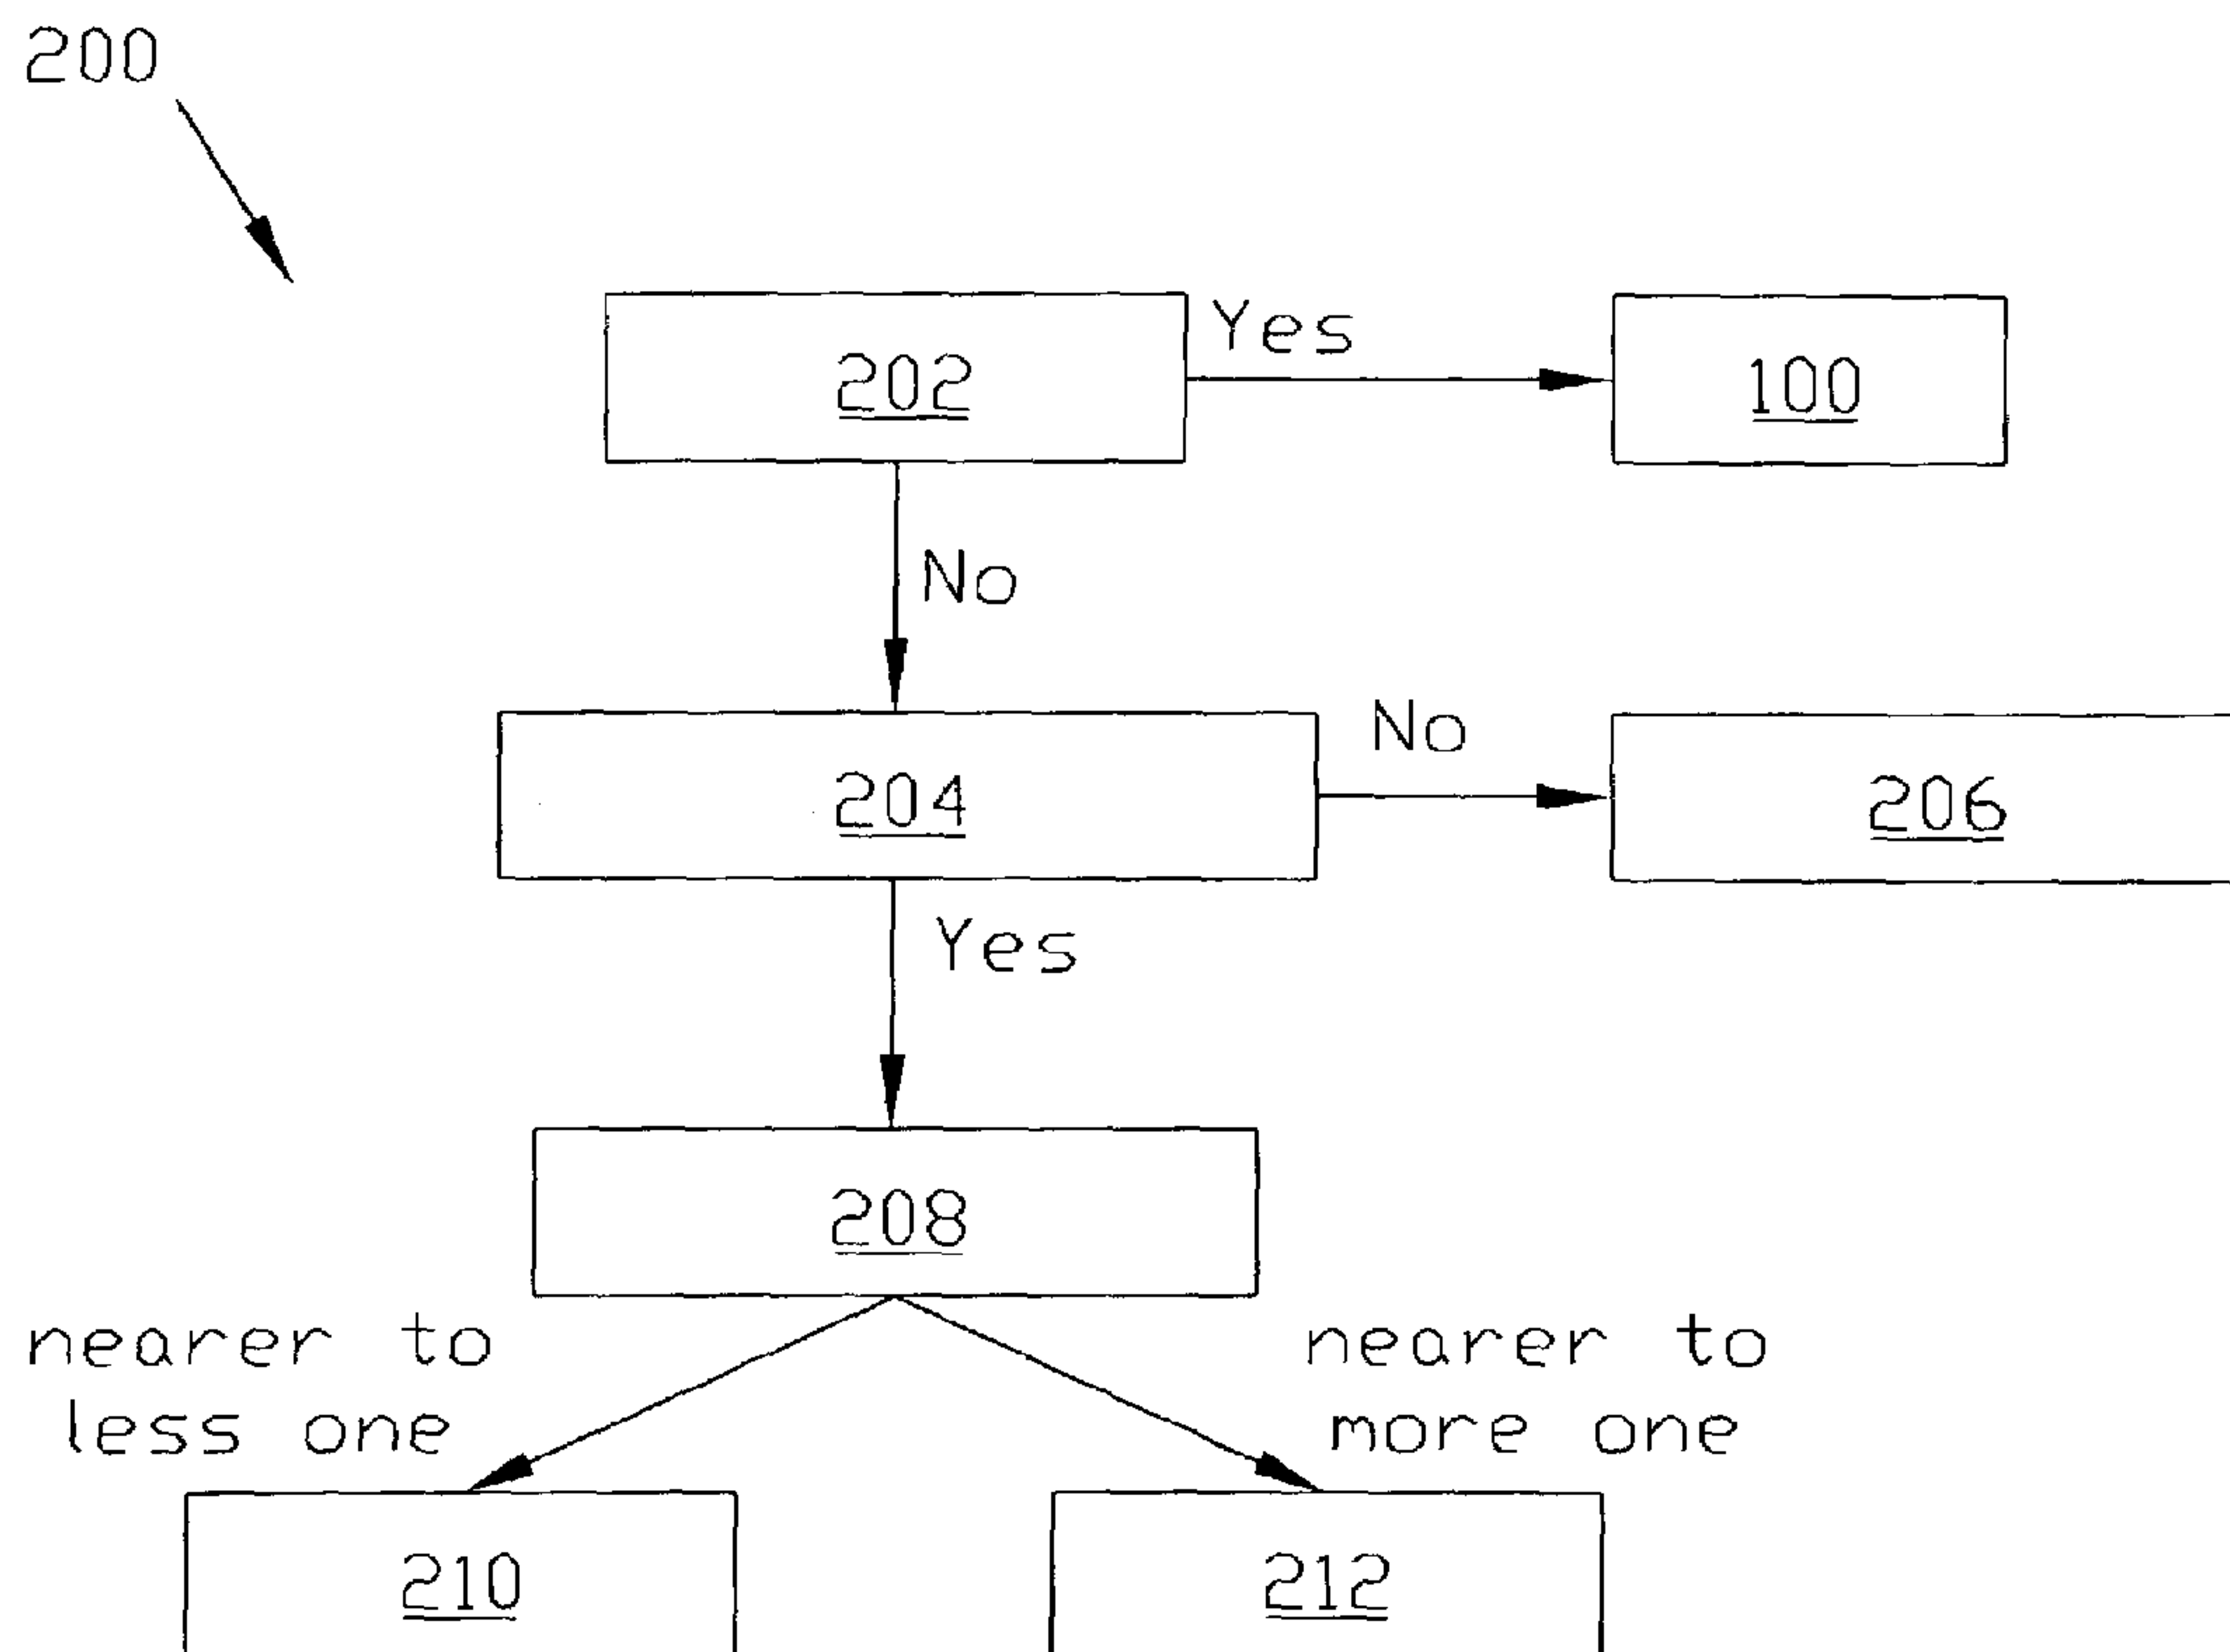 200
202
Yes
100
No
204
No
206
Yes
208
nearer to
less one
nearer to
more one
210
212